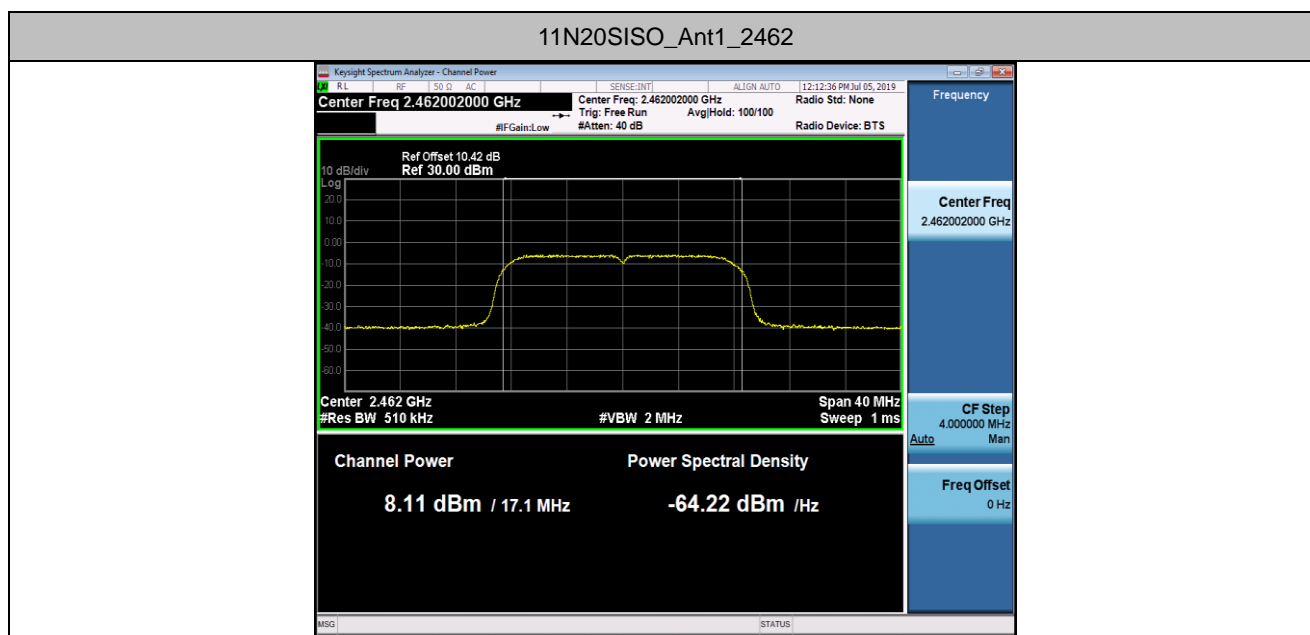 11N20SISO_Ant1_2462
Keysight Spectrum Analyzer - Channel Power
RL RF 50 Ω AC SENSE:INT ALIGN AUTO 12:12:36 PM Jul 05, 2019
Center Freq 2.462002000 GHz
Center Freq: 2.462002000 GHz Radio Std: None
Trig: Free Run Avg|Hold: 100/100
#IFGain:Low #Atten: 40 dB Radio Device: BTS
Ref Offset 10.42 dB
10 dB/div Ref 30.00 dBm
Log
20.0
10.0
0.00
-10.0
-20.0
-30.0
-40.0
-50.0
-60.0
Center 2.462 GHz Span 40 MHz
#Res BW 510 kHz #VBW 2 MHz Sweep 1 ms
Channel Power Power Spectral Density
8.11 dBm / 17.1 MHz -64.22 dBm /Hz
Frequency
Center Freq
2.462002000 GHz
CF Step
4.000000 MHz
Auto Man
Freq Offset
0 Hz
MSG STATUS